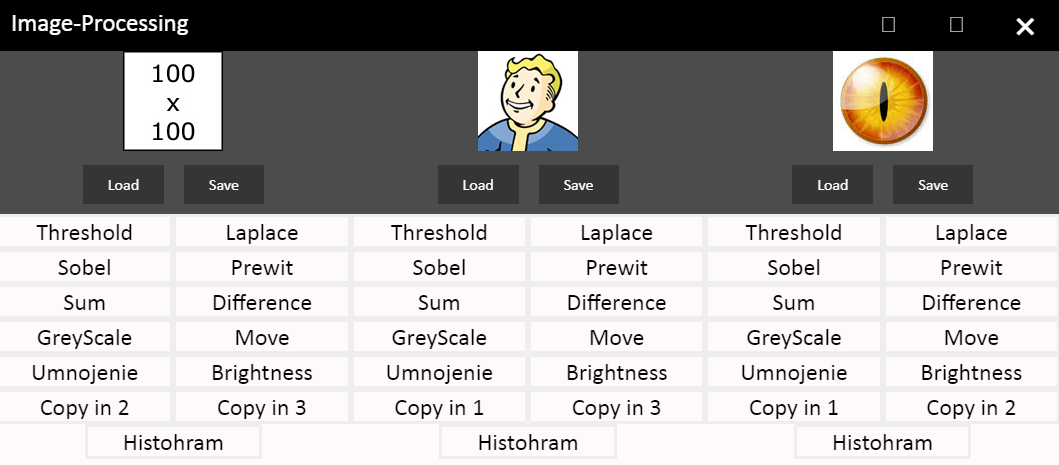 Image-Processing
100
x
100
Load Save Load Save Load Save
Threshold Laplace Threshold Laplace Threshold Laplace
Sobel Prewit Sobel Prewit Sobel Prewit
Sum Difference Sum Difference Sum Difference
GreyScale Move GreyScale Move GreyScale Move
Umnojenie Brightness Umnojenie Brightness Umnojenie Brightness
Copy in 2 Copy in 3 Copy in 1 Copy in 3 Copy in 1 Copy in 2
Histohram Histohram Histohram